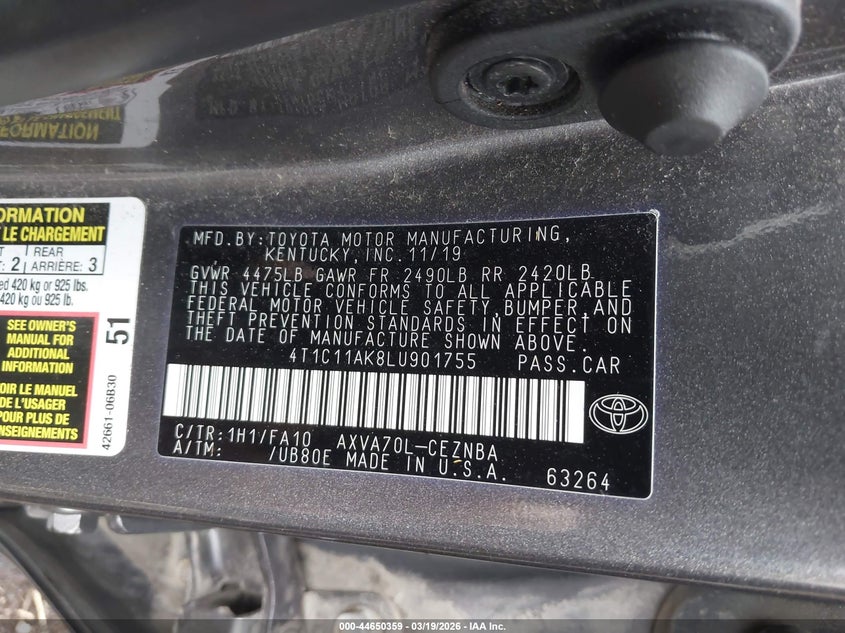 ORMATION
LE CHARGEMENT
REAR
: 2 ARRIÈRE: 3
ed 420 kg or 925 lbs.
420 kg ou 925 lb.
SEE OWNER'S
MANUAL FOR
ADDITIONAL
INFORMATION
OIR LE MANUEL
DE L'USAGER
POUR PLUS DE
NSEIGNEMENTS
51
42661-06B30
MFD.BY:TOYOTA MOTOR MANUFACTURING,
KENTUCKY,INC.11/19
GVWR 4475LB GAWR FR 2490LB RR 2420LB
THIS VEHICLE CONFORMS TO ALL APPLICABLE
FEDERAL MOTOR VEHICLE SAFETY,BUMPER,AND
THEFT PREVENTION STANDARDS IN EFFECT ON
THE DATE OF MANUFACTURE SHOWN ABOVE.
4T1C11AK8LU901755 PASS.CAR
C/TR:1H1/FA10 AXVA70L-CEZNBA
A/TM: /UB80E MADE IN U.S.A. 63264
000-44650359 | 03/19/2026 | IAA Inc.